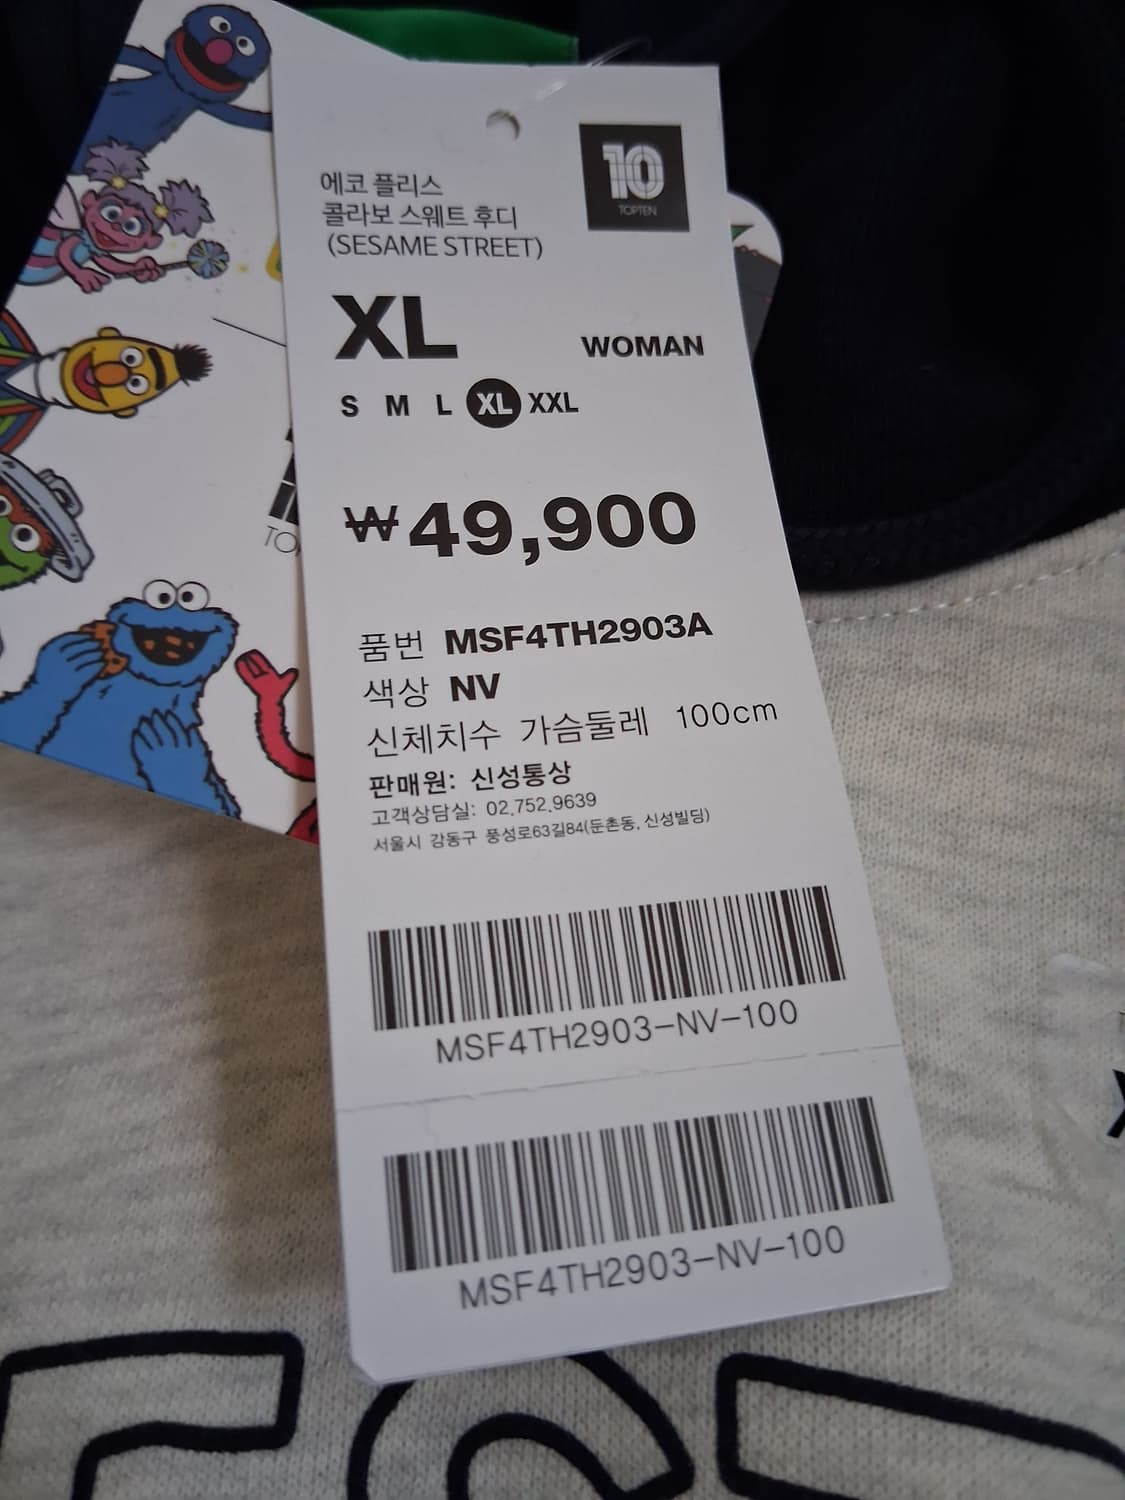 10
TOPTEN
에코 플리스
콜라보 스웨트 후디
(SESAME STREET)
XL
WOMAN
S M L XL XXL
₩49,900
품번 MSF4TH2903A
색상 NV
신체치수 가슴둘레 100cm
판매원: 신성통상
고객상담실: 02.752.9639
서울시 강동구 풍성로63길84(둔촌동, 신성빌딩)
MSF4TH2903-NV-100
MSF4TH2903-NV-100